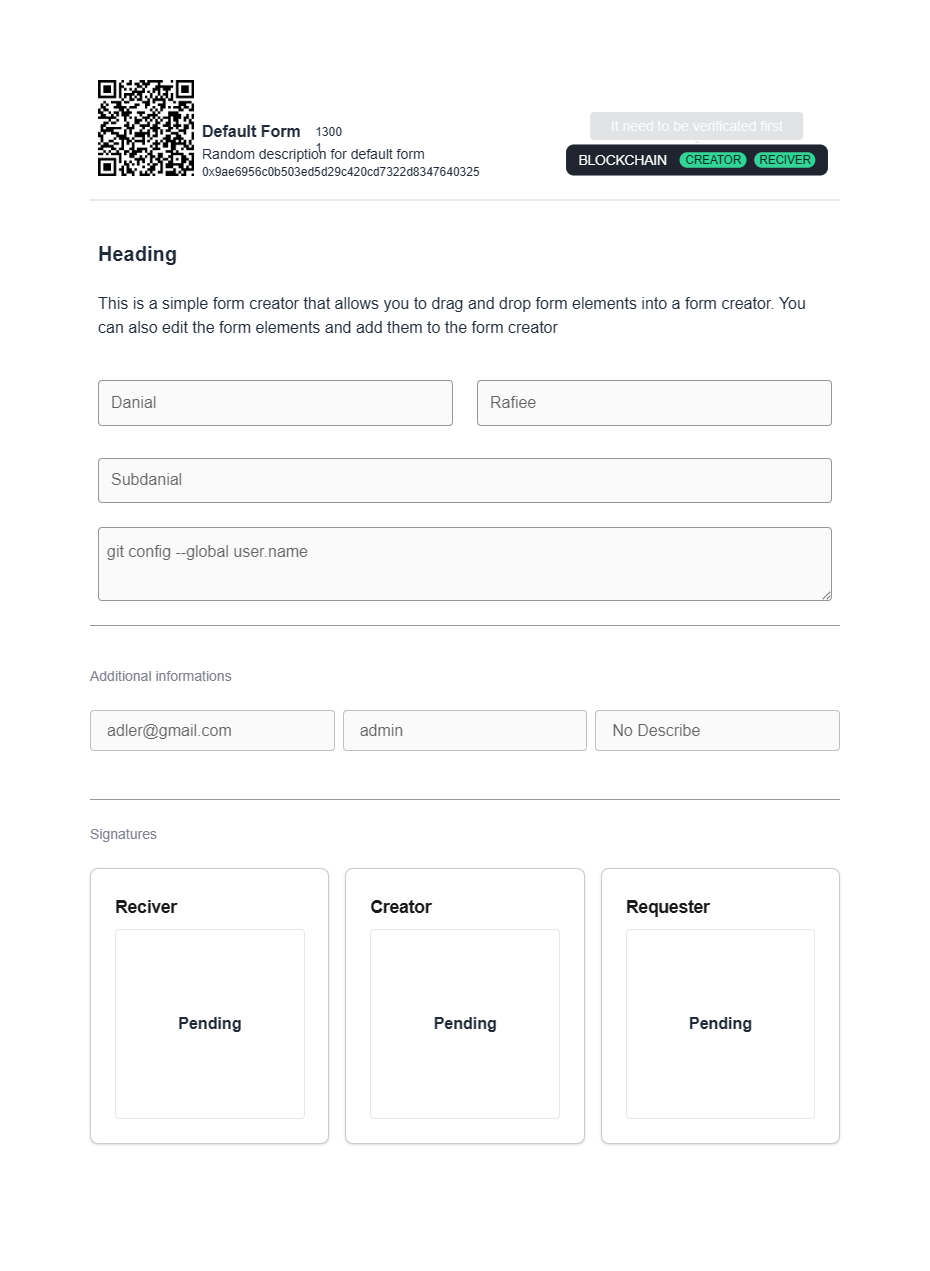 Default Form 1300
1
Random description for default form
0x9ae6956c0b503ed5d29c420cd7322d8347640325
It need to be verificated first
BLOCKCHAIN CREATOR RECIVER
Heading
This is a simple form creator that allows you to drag and drop form elements into a form creator. You
can also edit the form elements and add them to the form creator
Danial Rafiee
Subdanial
git config --global user.name
Additional informations
adler@gmail.com admin No Describe
Signatures
Reciver Creator Requester
Pending Pending Pending